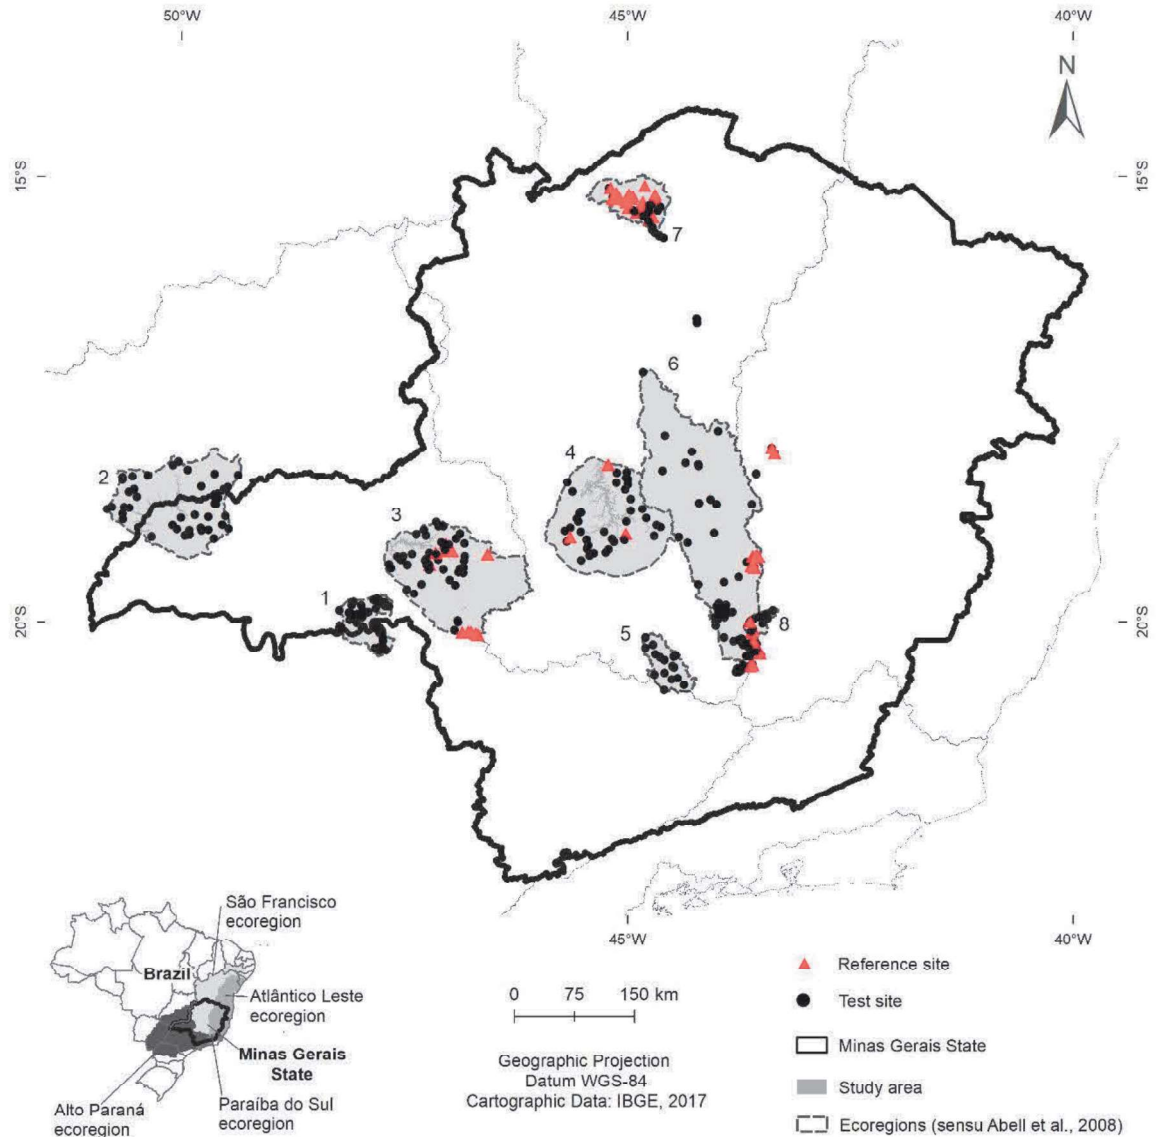 50°W 45°W 40°W
N
15°S 15°S
7
6
2 4
3
1
20°S 5 8 20°S
45°W 40°W
São Francisco
ecoregion
Brazil
Atlântico Leste
ecoregion
Minas Gerais
State
Alto Paraná
ecoregion
Paraíba do Sul
ecoregion
0 75 150 km
Geographic Projection
Datum WGS-84
Cartographic Data: IBGE, 2017
Reference site
Test site
Minas Gerais State
Study area
Ecoregions (sensu Abell et al., 2008)